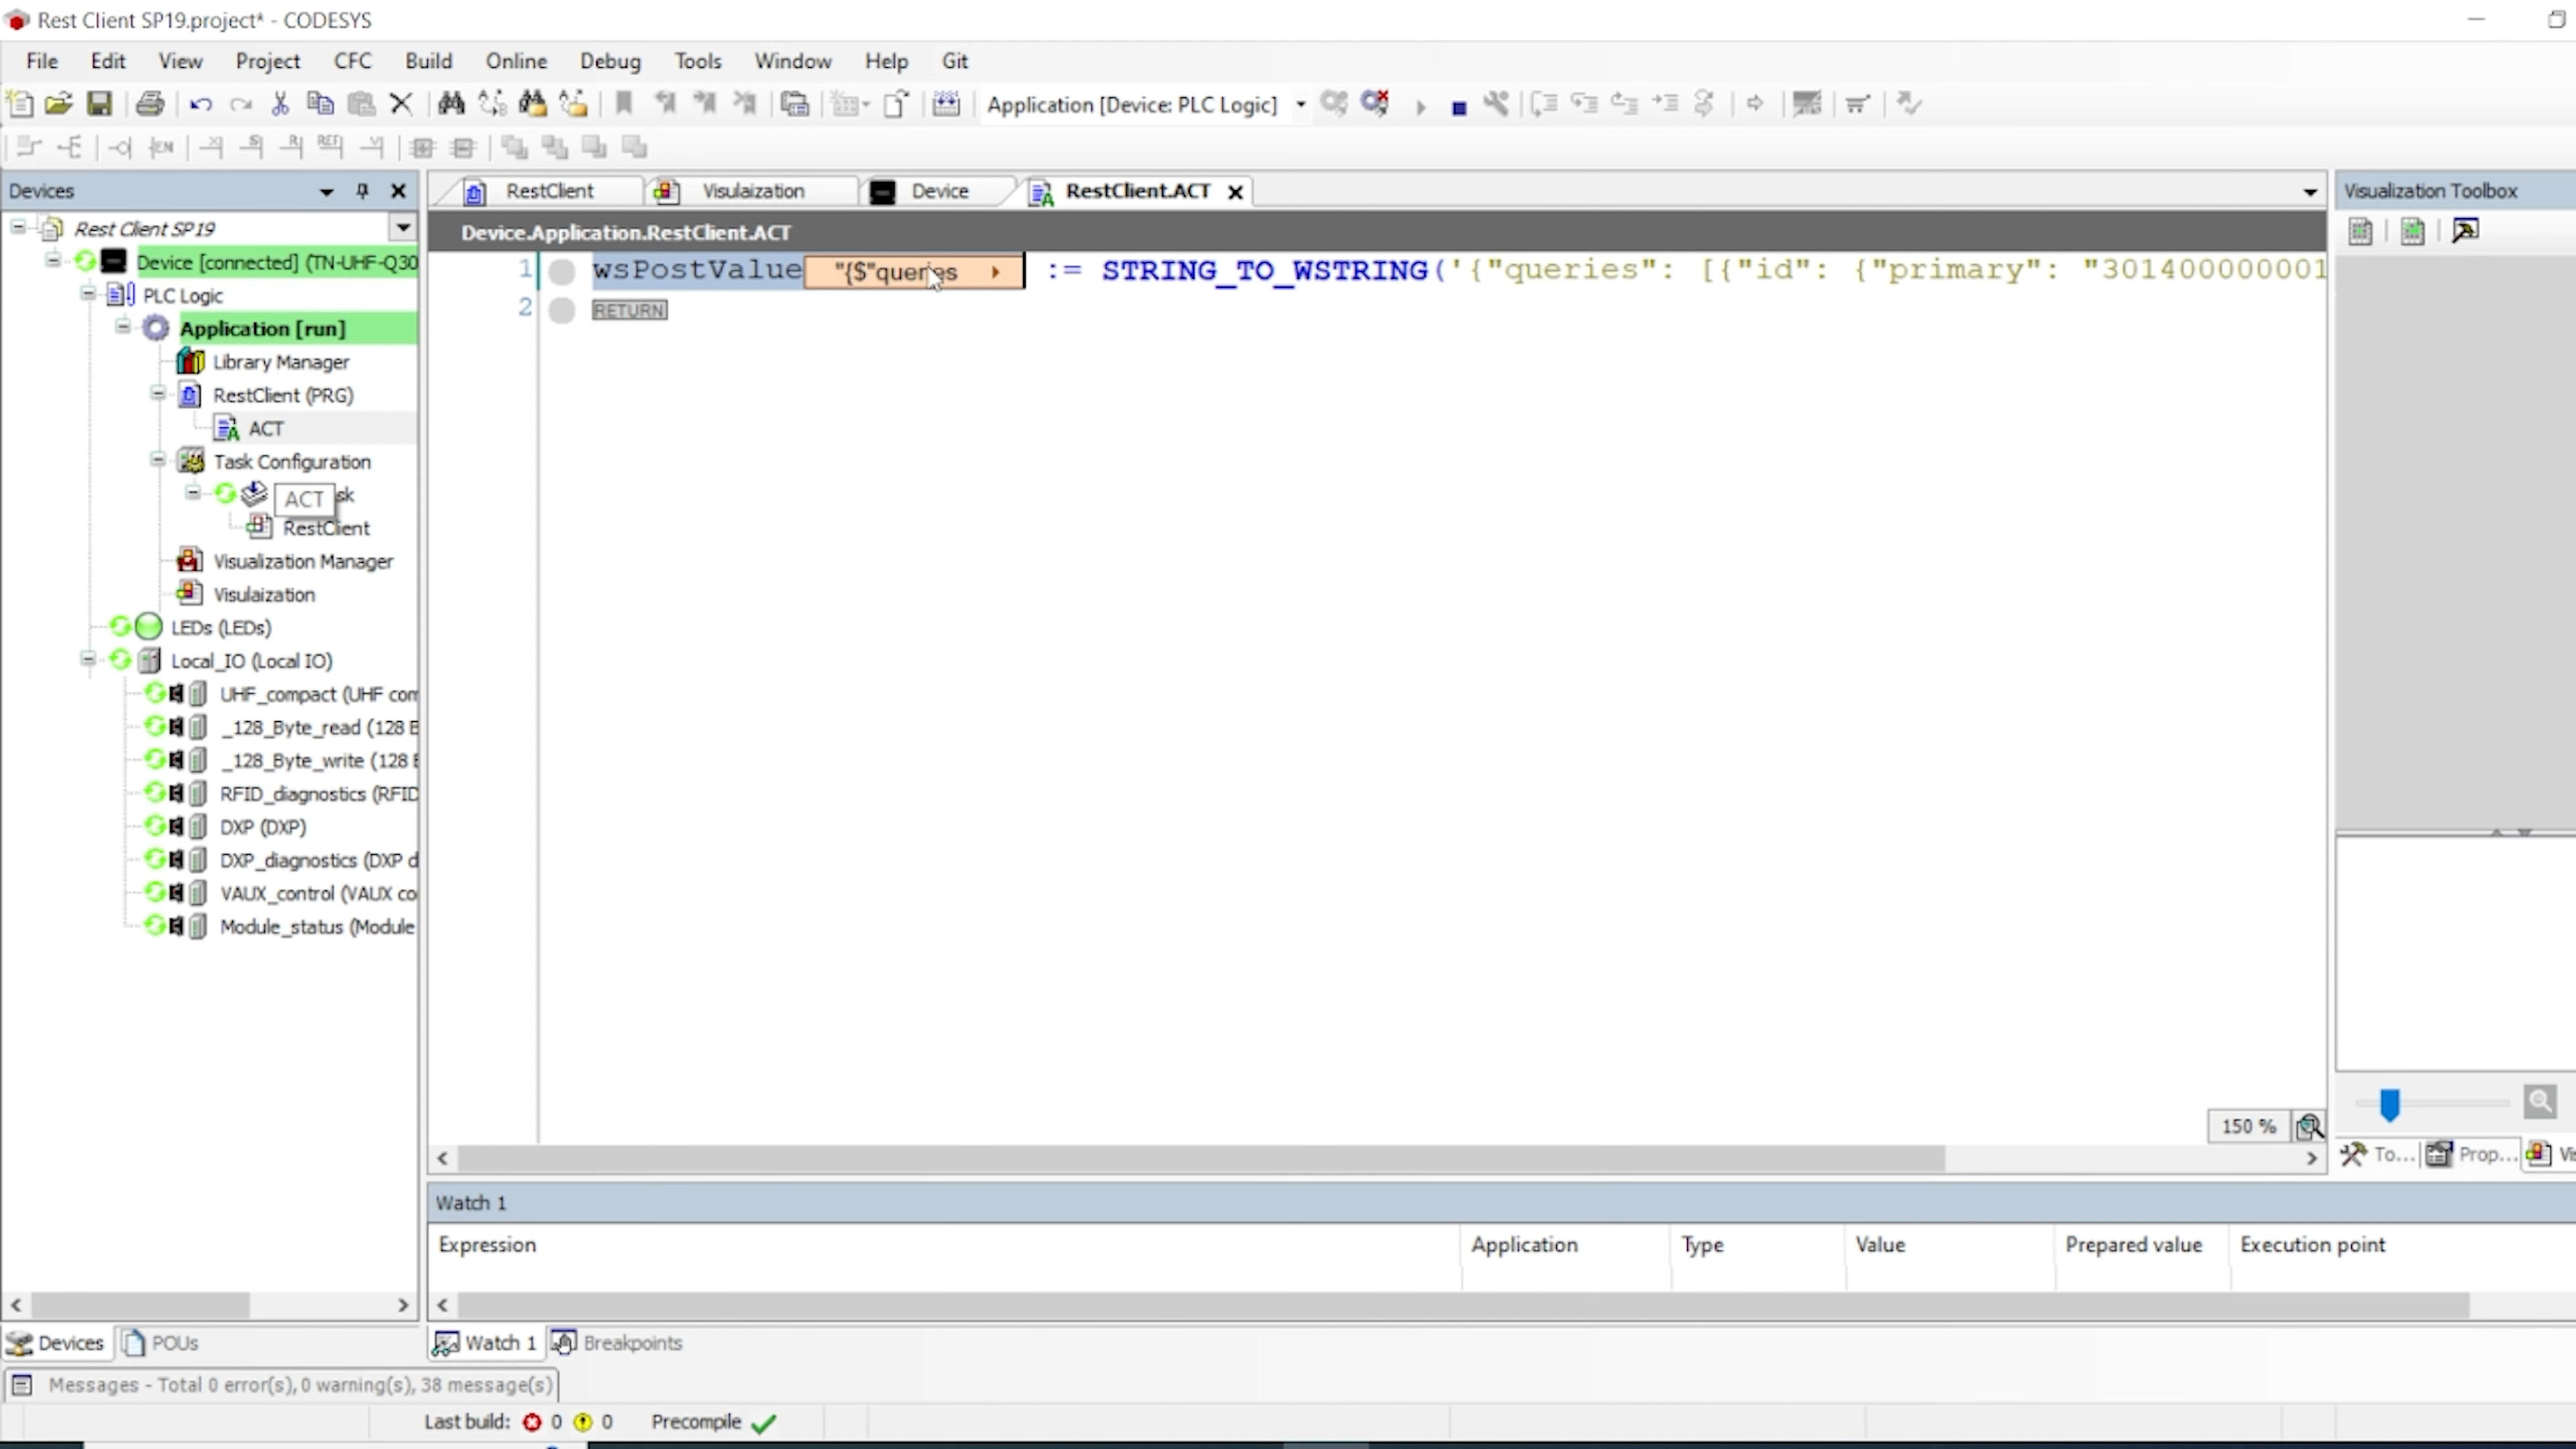 Rest Client SP19.project* - CODESYS
File Edit View Project CFC Build Online Debug Tools Window Help Git
Application [Device: PLC Logic]
Devices
RestClient Visulaization Device RestClient.ACT
Visualization Toolbox
Rest Client SP19
Device.Application.RestClient.ACT
Device [connected] (TN-UHF-Q30
1 wsPostValue "{$"queries := STRING_TO_WSTRING('{"queries": [{"id": {"primary": "301400000001
PLC Logic
2 RETURN
Application [run]
Library Manager
RestClient (PRG)
ACT
Task Configuration
ACT sk
RestClient
Visualization Manager
Visulaization
LEDs (LEDs)
Local_IO (Local IO)
UHF_compact (UHF com
_128_Byte_read (128 B
_128_Byte_write (128 B
RFID_diagnostics (RFID
DXP (DXP)
DXP_diagnostics (DXP d
VAUX_control (VAUX co
Module_status (Module
150 %
To... Prop... Vis
Watch 1
Expression Application Type Value Prepared value Execution point
Devices POUs
Watch 1 Breakpoints
Messages - Total 0 error(s), 0 warning(s), 38 message(s)
Last build: 0 0 Precompile